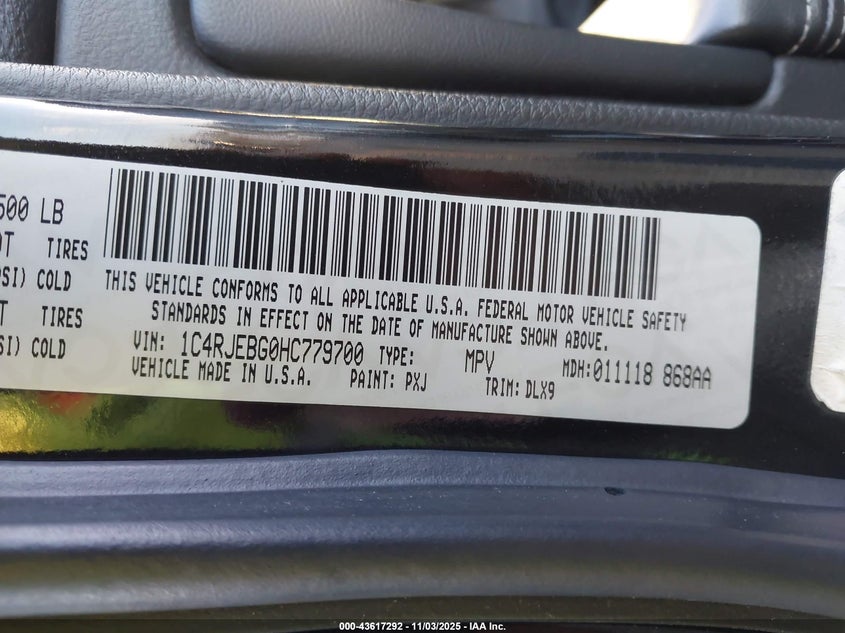 500 LB
TIRES
COLD
TIRES
COLD
THIS VEHICLE CONFORMS TO ALL APPLICABLE U.S.A. FEDERAL MOTOR VEHICLE SAFETY
STANDARDS IN EFFECT ON THE DATE OF MANUFACTURE SHOWN ABOVE.
VIN: 1C4RJEBG0HC779700 TYPE: MPV MDH:011118 868AA
VEHICLE MADE IN U.S.A. PAINT: PXJ TRIM: DLX9
000-43617292 - 11/03/2025 - IAA Inc.